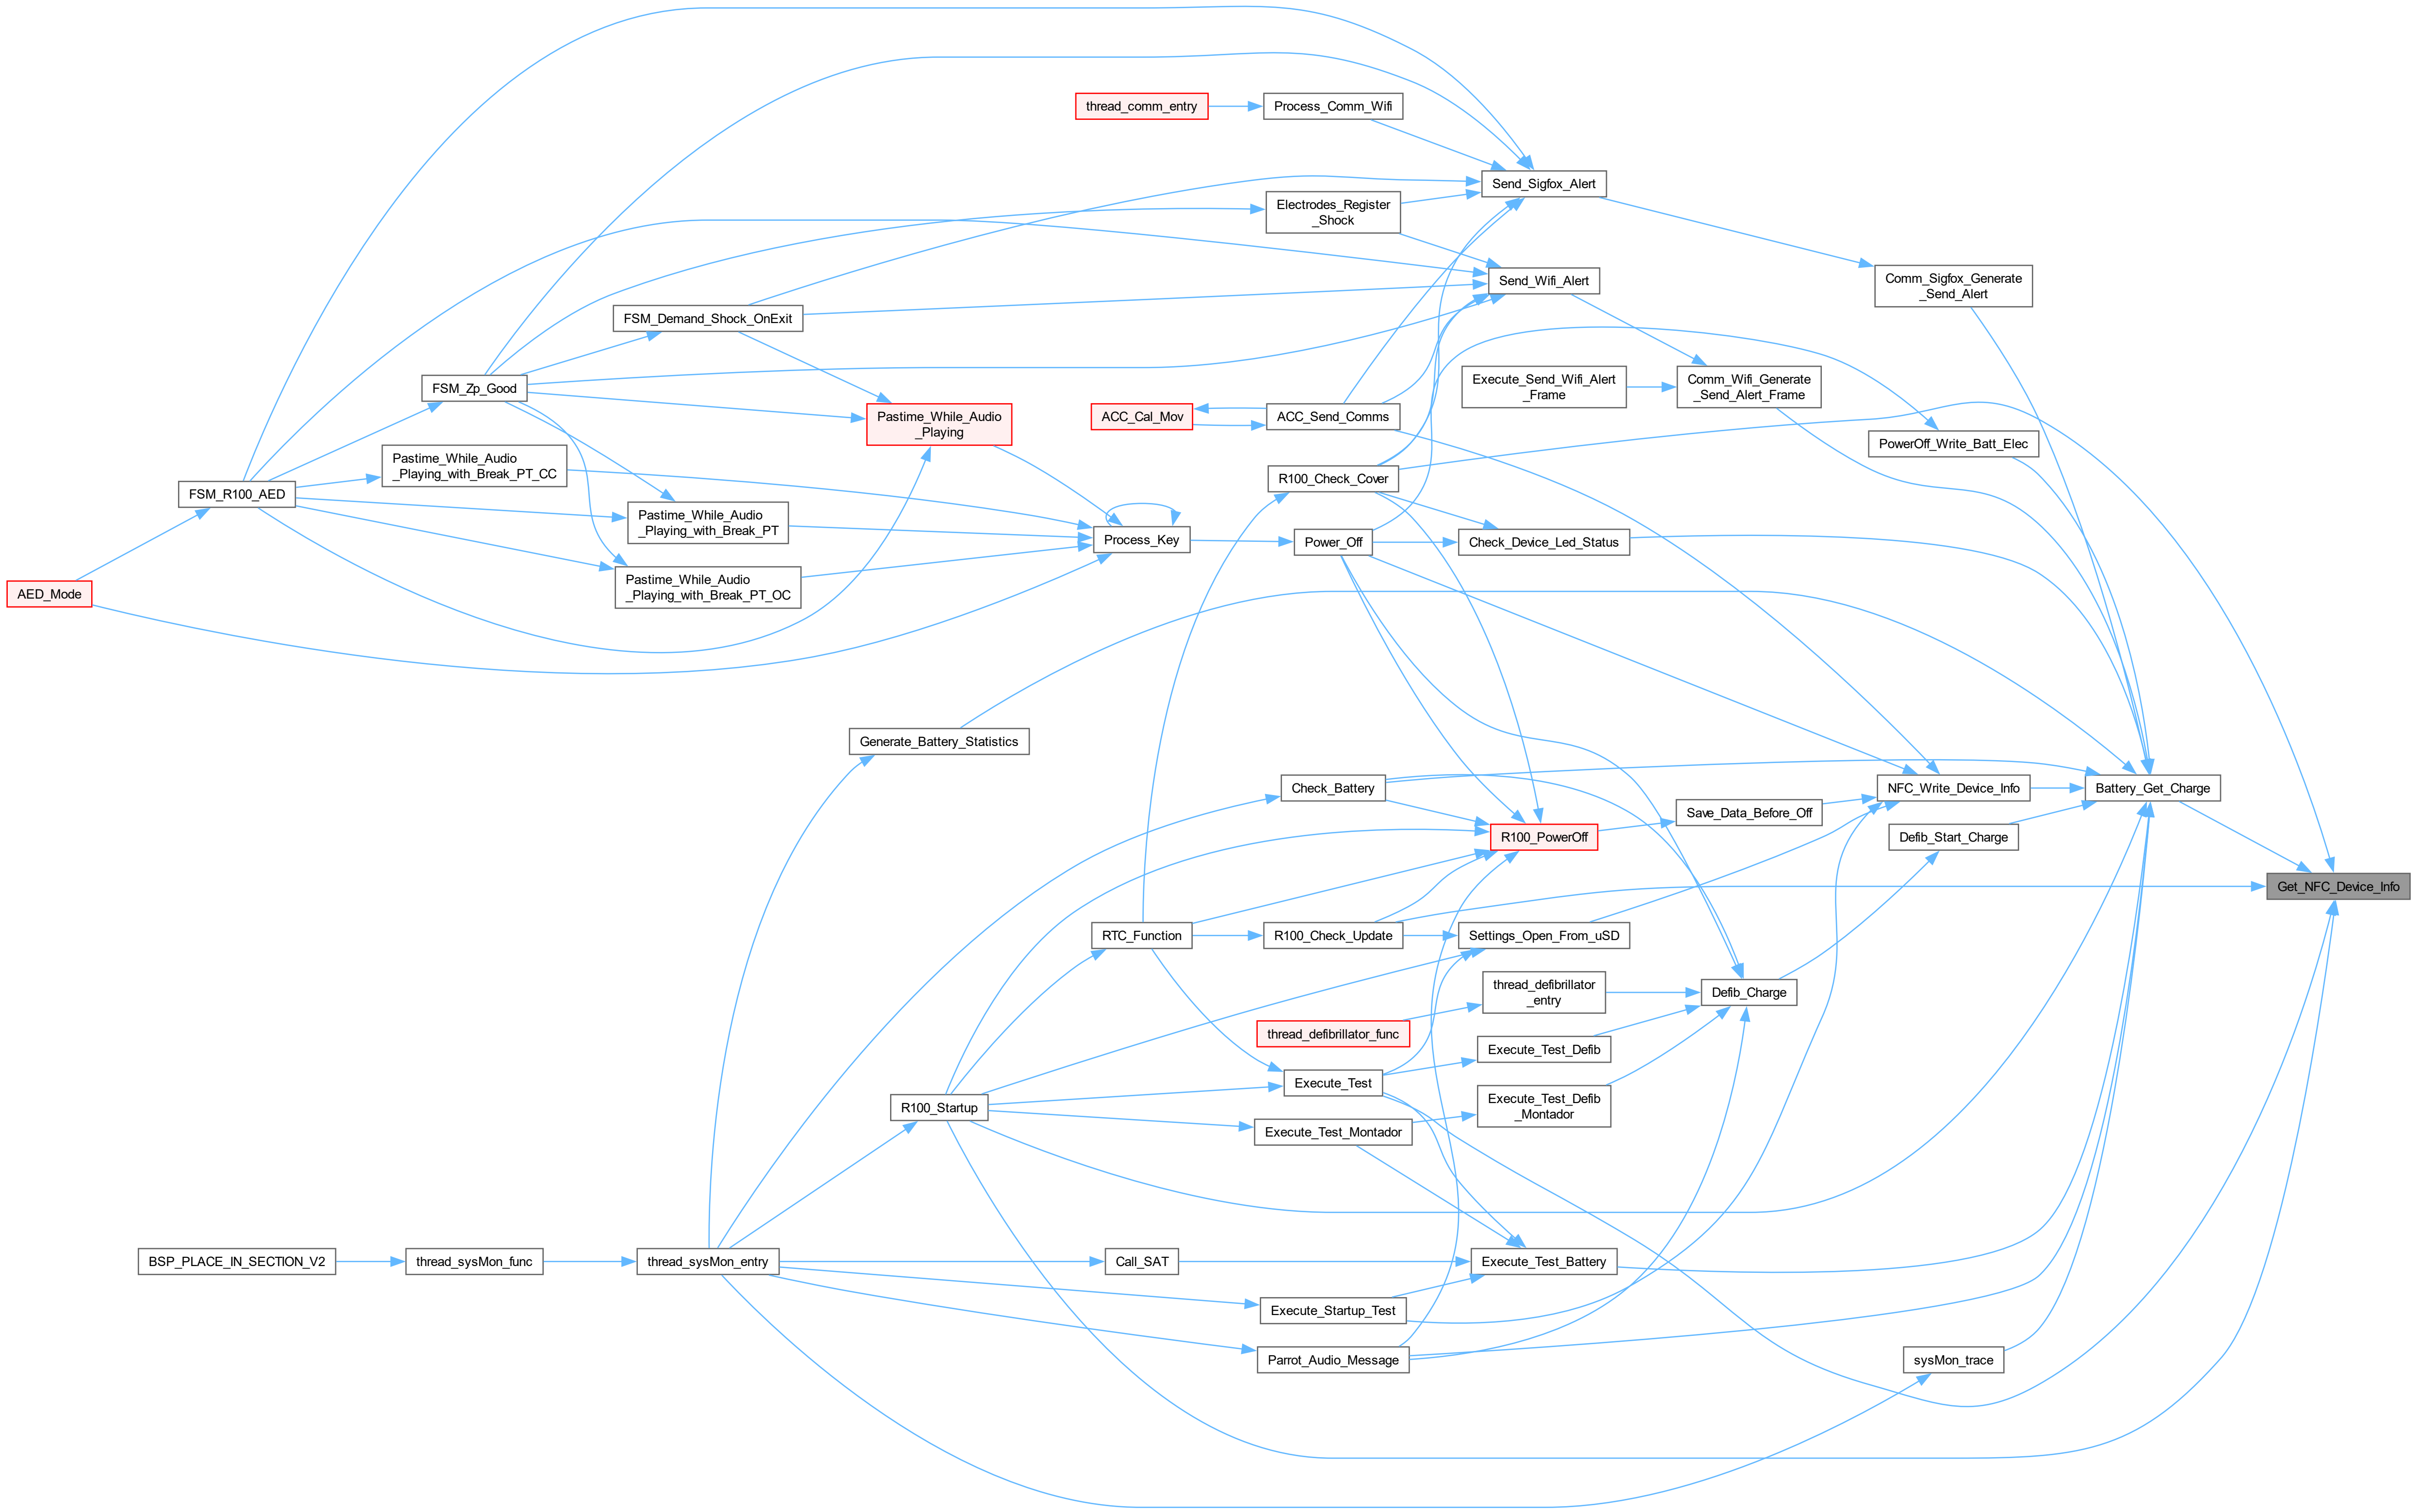 thread_comm_entry
Process_Comm_Wifi
Send_Sigfox_Alert
Electrodes_Register
_Shock
Send_Wifi_Alert
Comm_Sigfox_Generate
_Send_Alert
FSM_Demand_Shock_OnExit
FSM_Zp_Good
Execute_Send_Wifi_Alert
_Frame
Comm_Wifi_Generate
_Send_Alert_Frame
Pastime_While_Audio
_Playing
ACC_Cal_Mov
ACC_Send_Comms
PowerOff_Write_Batt_Elec
Pastime_While_Audio
_Playing_with_Break_PT_CC
R100_Check_Cover
FSM_R100_AED
Pastime_While_Audio
_Playing_with_Break_PT
Process_Key
Power_Off
Check_Device_Led_Status
Pastime_While_Audio
_Playing_with_Break_PT_OC
AED_Mode
Generate_Battery_Statistics
Check_Battery
NFC_Write_Device_Info
Battery_Get_Charge
Save_Data_Before_Off
R100_PowerOff
Defib_Start_Charge
Get_NFC_Device_Info
RTC_Function
R100_Check_Update
Settings_Open_From_uSD
thread_defibrillator
_entry
Defib_Charge
thread_defibrillator_func
Execute_Test_Defib
Execute_Test
R100_Startup
Execute_Test_Defib
_Montador
Execute_Test_Montador
BSP_PLACE_IN_SECTION_V2
thread_sysMon_func
thread_sysMon_entry
Call_SAT
Execute_Test_Battery
Execute_Startup_Test
Parrot_Audio_Message
sysMon_trace